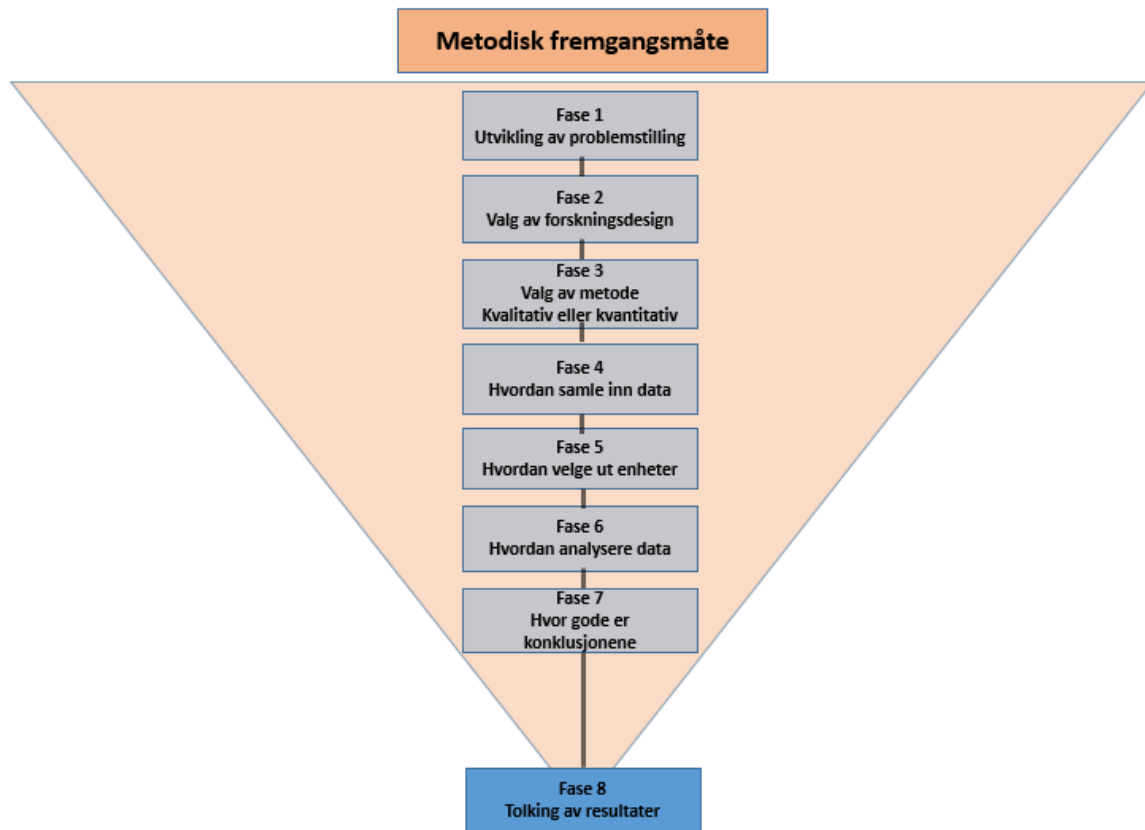 Metodisk fremgangsmåte
Fase 1
Utvikling av problemstilling
Fase 2
Valg av forskningsdesign
Fase 3
Valg av metode
Kvalitativ eller kvantitativ
Fase 4
Hvordan samle inn data
Fase 5
Hvordan velge ut enheter
Fase 6
Hvordan analysere data
Fase 7
Hvor gode er
konklusjonene
Fase 8
Tolking av resultater